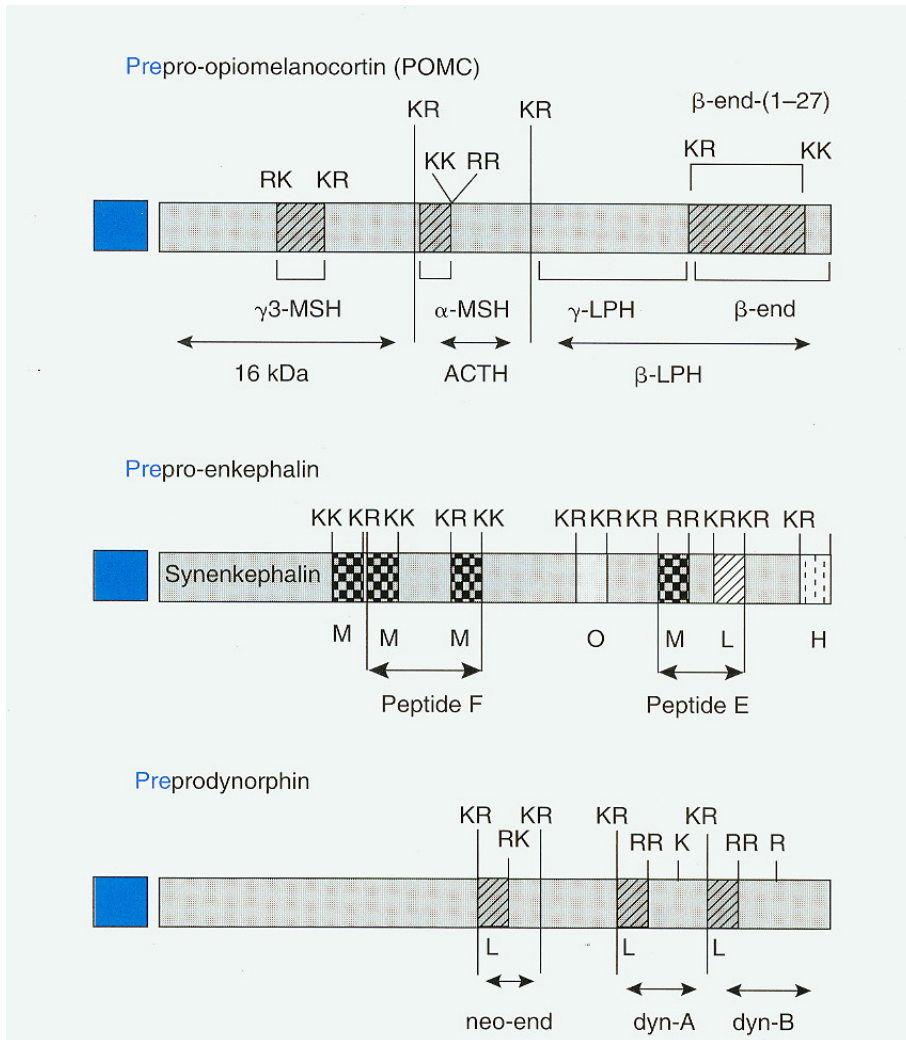 Prepro-opiomelanocortin (POMC)
β-end-(1–27)
KR KR
KK RR KR KK
RK KR
γ3-MSH α-MSH γ-LPH β-end
16 kDa ACTH β-LPH
Prepro-enkephalin
KK KR KK KR KK KR KR KR RR KR KR KR
Synenkephalin
M M M O M L H
Peptide F Peptide E
Preprodynorphin
KR KR KR KR
RK RR K RR R
L L L
neo-end dyn-A dyn-B